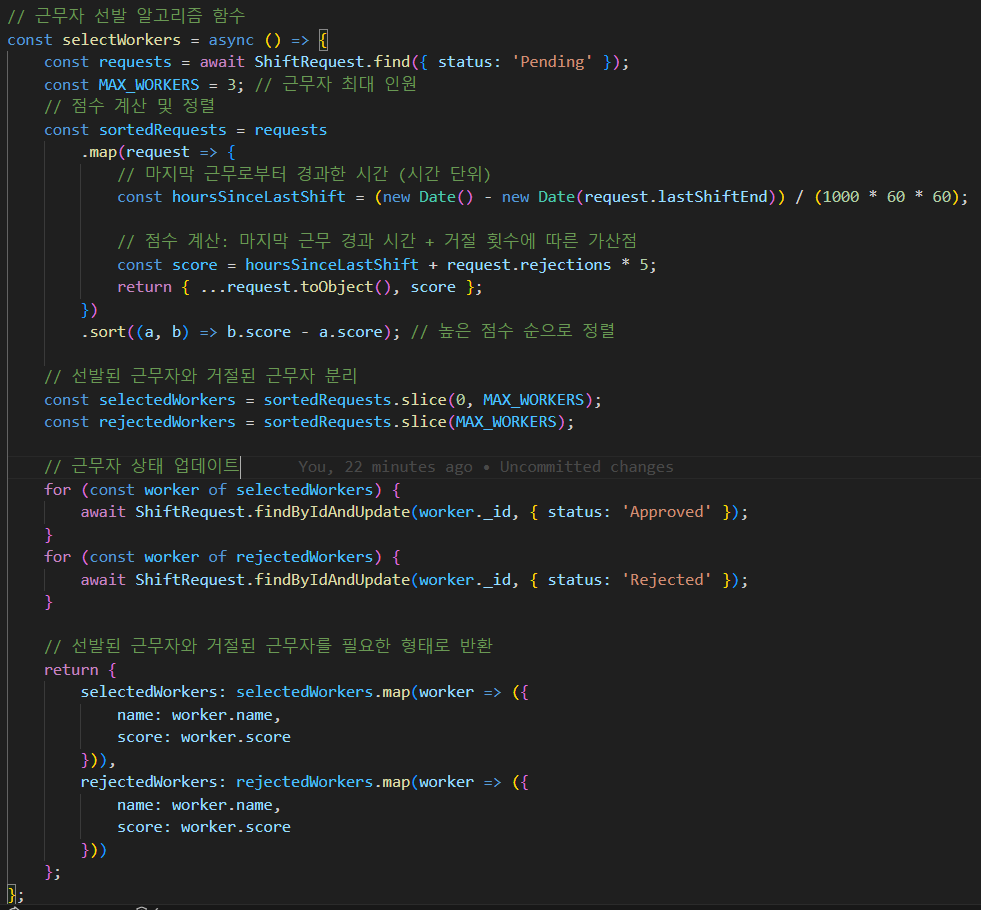 // 근무자 선발 알고리즘 함수
const selectWorkers = async () => {
    const requests = await ShiftRequest.find({ status: 'Pending' });
    const MAX_WORKERS = 3; // 근무자 최대 인원
    // 점수 계산 및 정렬
    const sortedRequests = requests
        .map(request => {
            // 마지막 근무로부터 경과한 시간 (시간 단위)
            const hoursSinceLastShift = (new Date() - new Date(request.lastShiftEnd)) / (1000 * 60 * 60);
            // 점수 계산: 마지막 근무 경과 시간 + 거절 횟수에 따른 가산점
            const score = hoursSinceLastShift + request.rejections * 5;
            return { ...request.toObject(), score };
        })
        .sort((a, b) => b.score - a.score); // 높은 점수 순으로 정렬
    // 선발된 근무자와 거절된 근무자 분리
    const selectedWorkers = sortedRequests.slice(0, MAX_WORKERS);
    const rejectedWorkers = sortedRequests.slice(MAX_WORKERS);
    // 근무자 상태 업데이트 You, 22 minutes ago • Uncommitted changes
    for (const worker of selectedWorkers) {
        await ShiftRequest.findByIdAndUpdate(worker._id, { status: 'Approved' });
    }
    for (const worker of rejectedWorkers) {
        await ShiftRequest.findByIdAndUpdate(worker._id, { status: 'Rejected' });
    }
    // 선발된 근무자와 거절된 근무자를 필요한 형태로 반환
    return {
        selectedWorkers: selectedWorkers.map(worker => ({
            name: worker.name,
            score: worker.score
        })),
        rejectedWorkers: rejectedWorkers.map(worker => ({
            name: worker.name,
            score: worker.score
        }))
    };
};